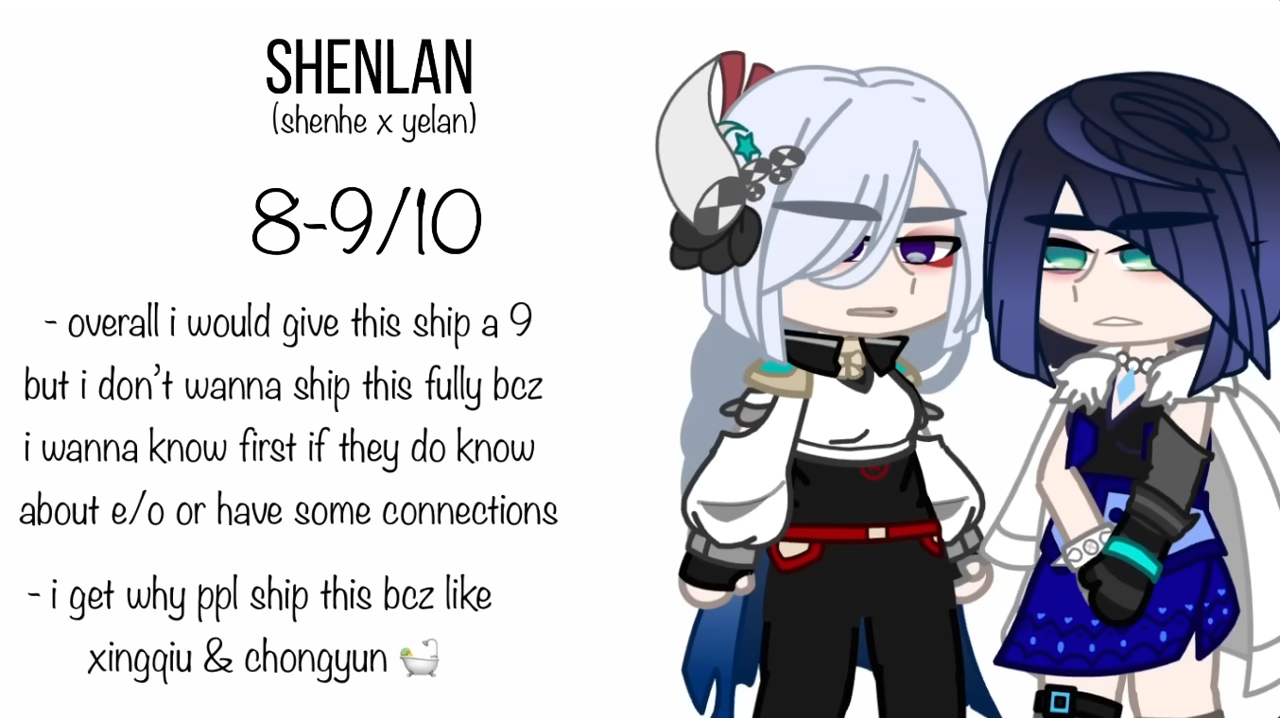 SHENLAN
(shenhe x yelan)
8-9/10
- overall i would give this ship a 9
but i don't wanna ship this fully bcz
i wanna know first if they do know
about e/o or have some connections
- i get why ppl ship this bcz like
xingqiu & chongyun 🛀